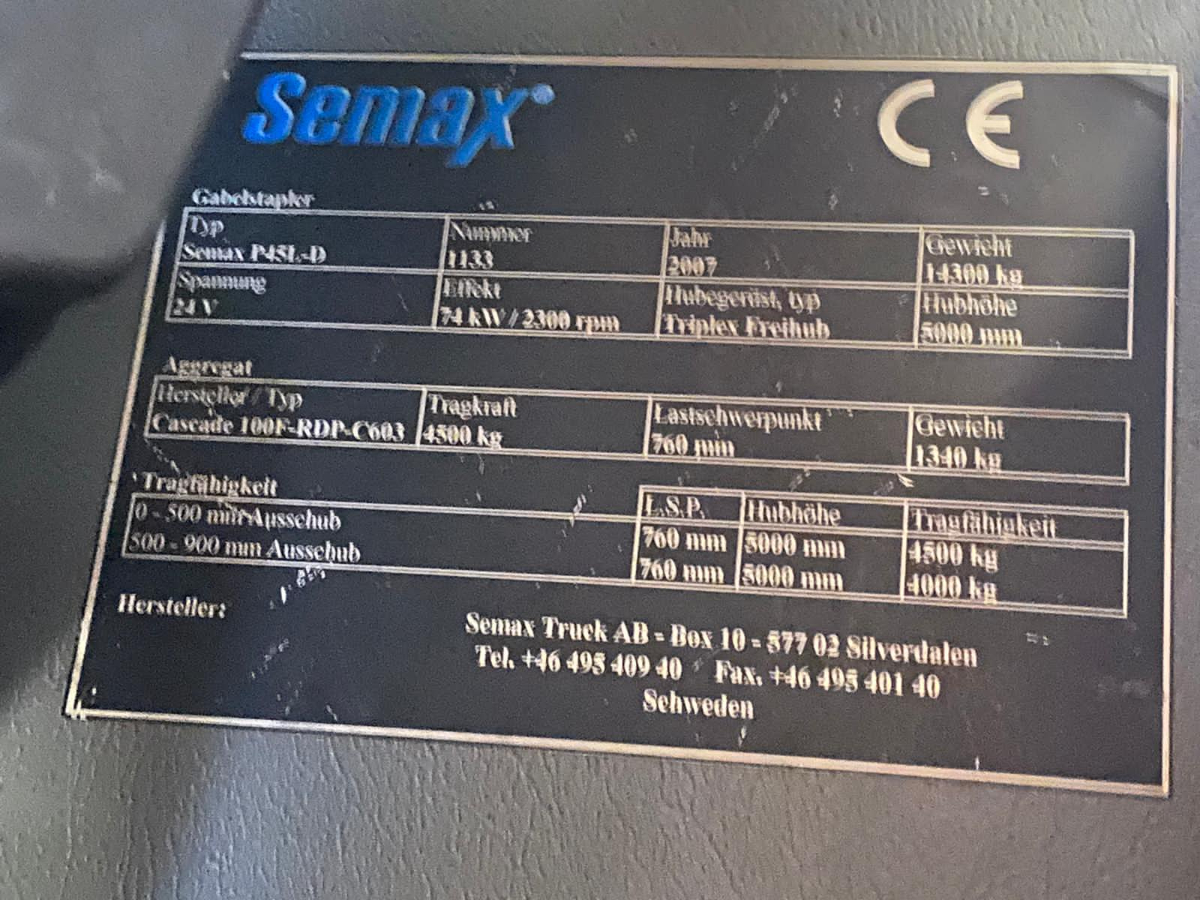 Semax®
CE
Gabelstapler
Typ Nummer Jahr Gewicht
Semax P45L-D 1133 2007 14300 kg
Spannung Effekt Hubegerüst, typ Hubhöhe
24 V 74 kW / 2300 rpm Triplex Freihub 5000 mm
Aggregat
Hersteller / Typ Tragkraft Lastschwerpunkt Gewicht
Cascade 100F-RDP-C603 4500 kg 760 mm 1340 kg
Tragfähigkeit L.S.P. Hubhöhe Tragfähigkeit
0 - 500 mm Ausschub 760 mm 5000 mm 4500 kg
500 - 900 mm Ausschub 760 mm 5000 mm 4000 kg
Hersteller:
Semax Truck AB - Box 10 - 577 02 Silverdalen
Tel. +46 495 409 40 Fax. +46 495 401 40
Schweden